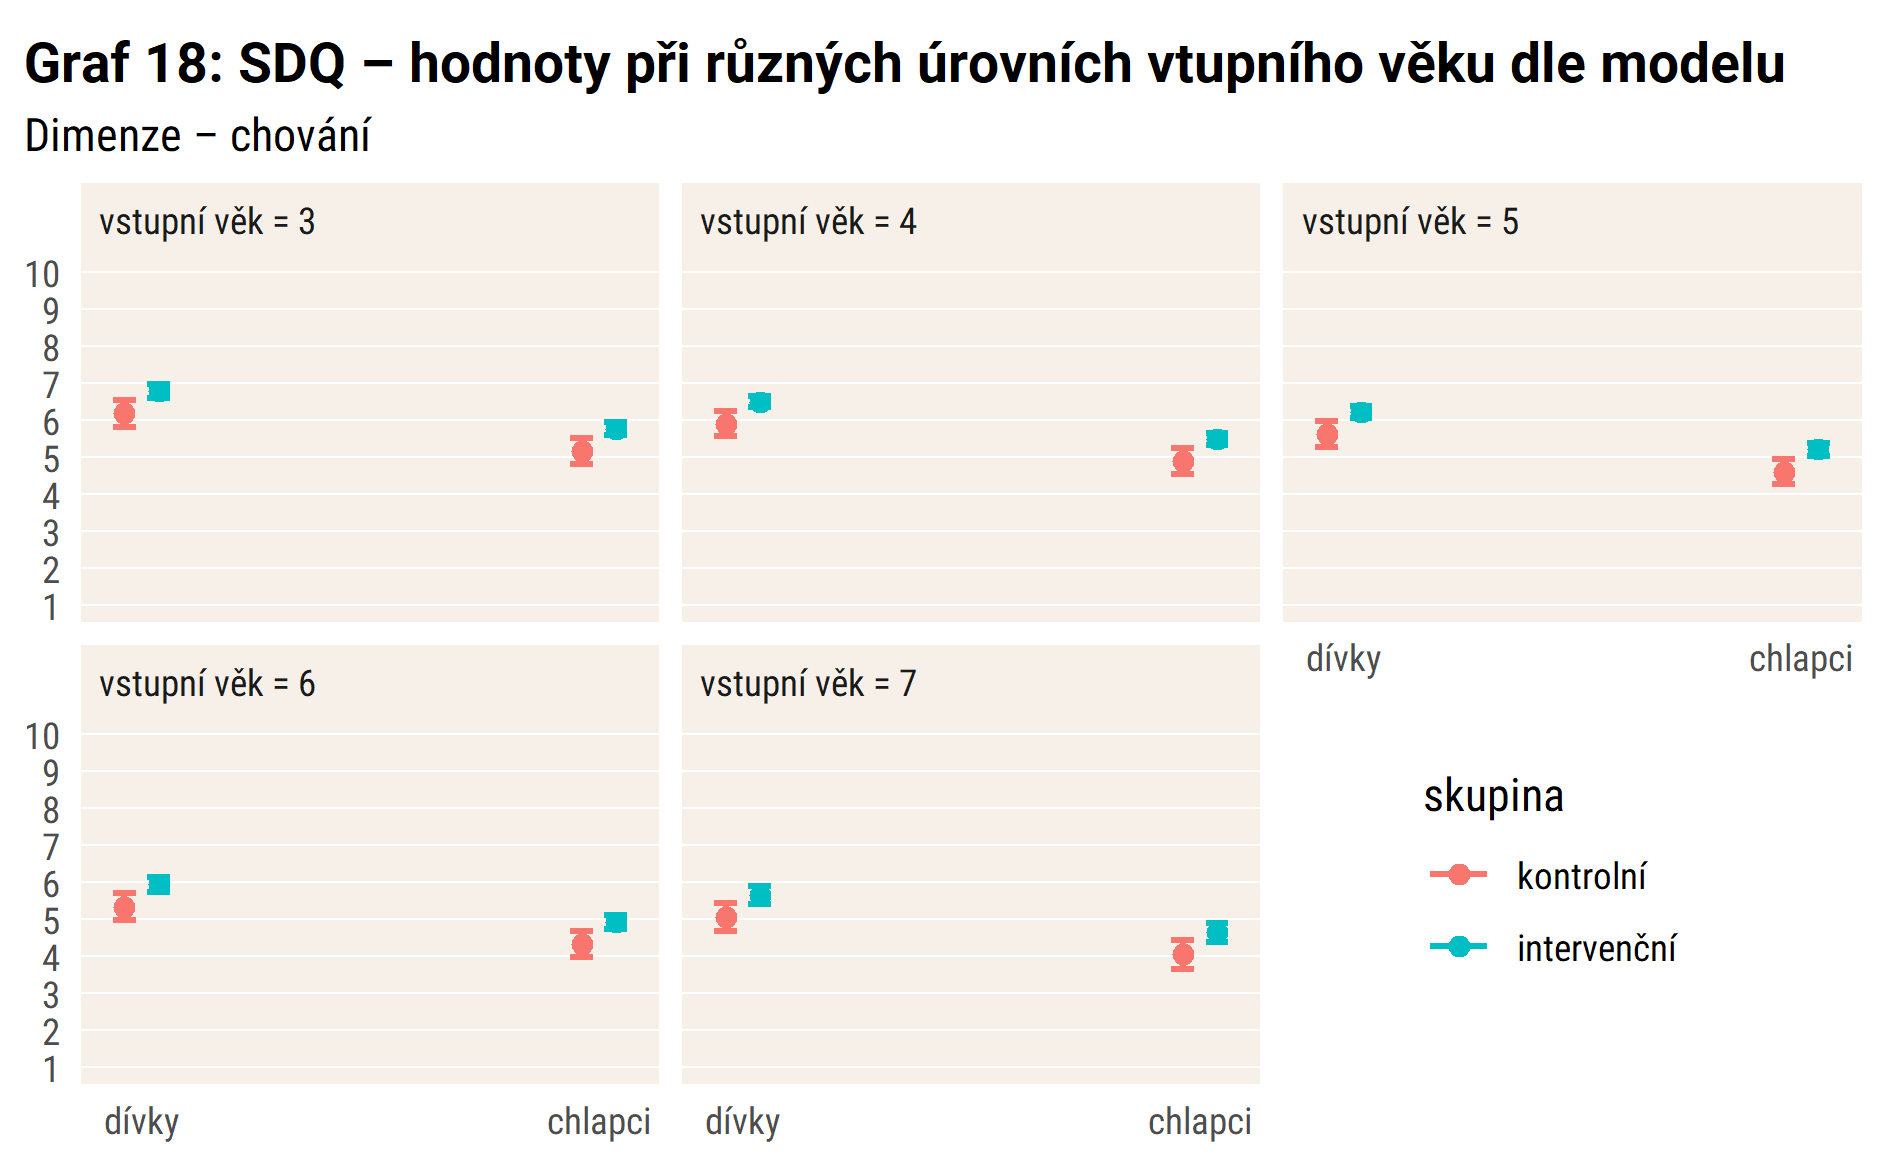 Graf 18: SDQ – hodnoty při různých úrovních vtupního věku dle modelu
Dimenze – chování
vstupní věk = 3
vstupní věk = 4
vstupní věk = 5
10
9
8
7
6
5
4
3
2
1
dívky
chlapci
vstupní věk = 6
vstupní věk = 7
10
9
8
7
6
5
4
3
2
1
dívky
chlapci
dívky
chlapci
skupina
kontrolní
intervenční